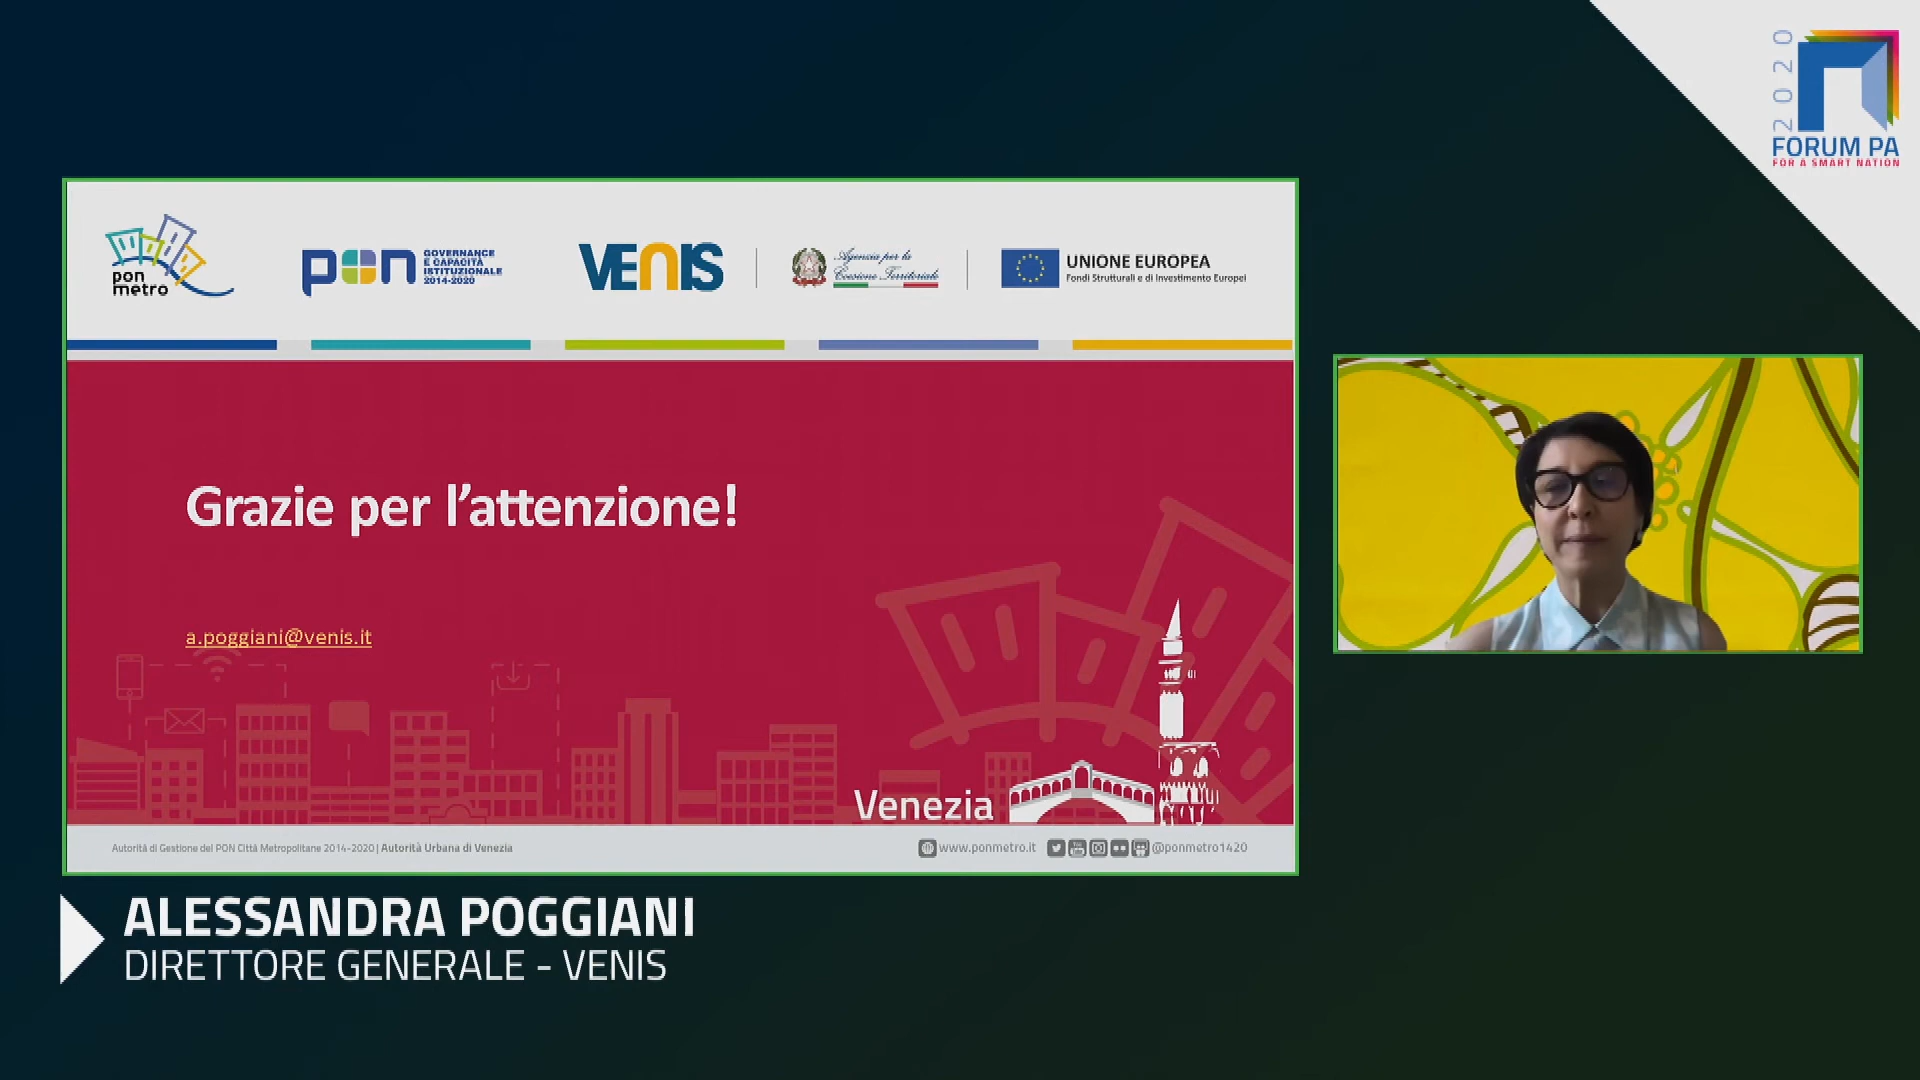 2020
FORUM PA
FOR A SMART NATION
pon
metro
pon
GOVERNANCE
E CAPACITÀ
ISTITUZIONALE
2014-2020
VENIS
Agenzia per la
Coesione Territoriale
UNIONE EUROPEA
Fondi Strutturali e di Investimento Europei
Grazie per l'attenzione!
a.poggiani@venis.it
Venezia
Autorità di Gestione del PON Città Metropolitane 2014-2020 | Autorità Urbana di Venezia
www.ponmetro.it
@ponmetro1420
ALESSANDRA POGGIANI
DIRETTORE GENERALE - VENIS